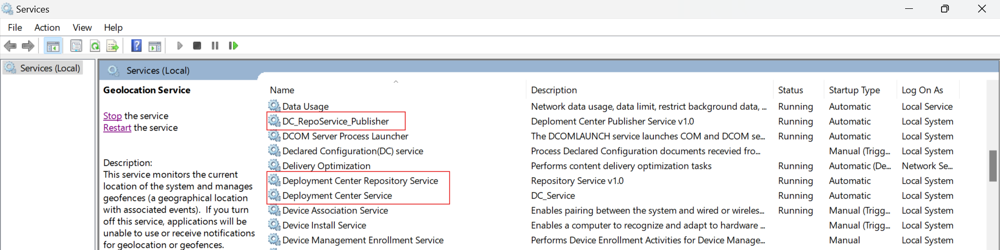 Services
File Action View Help
Services (Local)
Services (Local)
Geolocation Service
Stop the service
Restart the service
Description:
This service monitors the current
location of the system and manages
geofences (a geographical location
with associated events).  If you turn
off this service, applications will be
unable to use or receive notifications
for geolocation or geofences.
Name Description Status Startup Type Log On As
Data Usage Network data usage, data limit, restrict background data, ... Running Automatic Local Service
DC_RepoService_Publisher Deploment Center Publisher Service v1.0 Running Automatic Local System
DCOM Server Process Launcher The DCOMLAUNCH service launches COM and DCOM se... Running Automatic Local System
Declared Configuration(DC) service Process Declared Configuration documents recevied fro... Manual (Trigg... Local System
Delivery Optimization Performs content delivery optimization tasks Running Automatic (De... Network Se...
Deployment Center Repository Service Repository Service v1.0 Running Automatic Local System
Deployment Center Service DC_Service Running Automatic Local System
Device Association Service Enables pairing between the system and wired or wireles... Running Manual (Trigg... Local System
Device Install Service Enables a computer to recognize and adapt to hardware ... Manual (Trigg... Local System
Device Management Enrollment Service Performs Device Enrollment Activities for Device Manage... Manual Local System